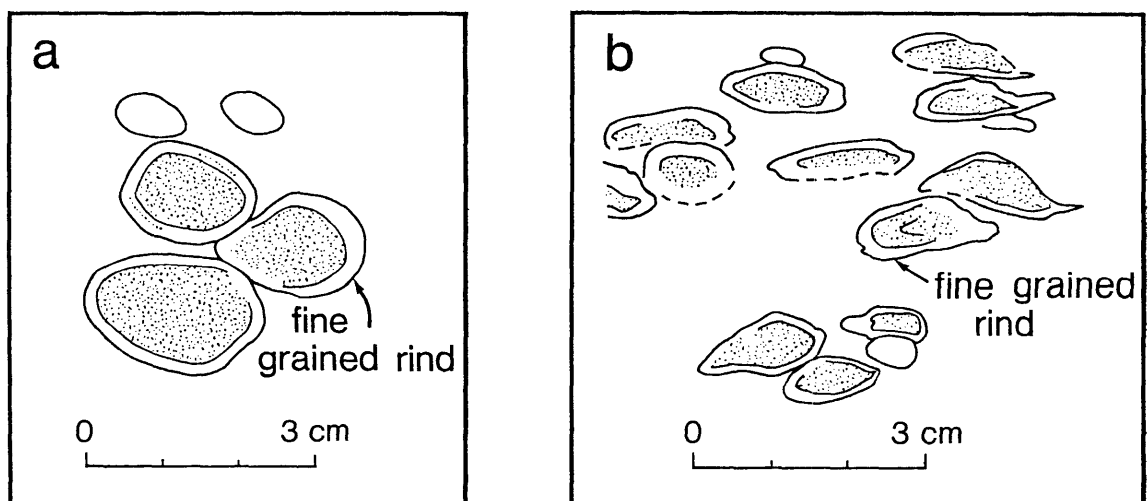 a
fine
grained rind
0 3 cm
b
fine grained
rind
0 3 cm